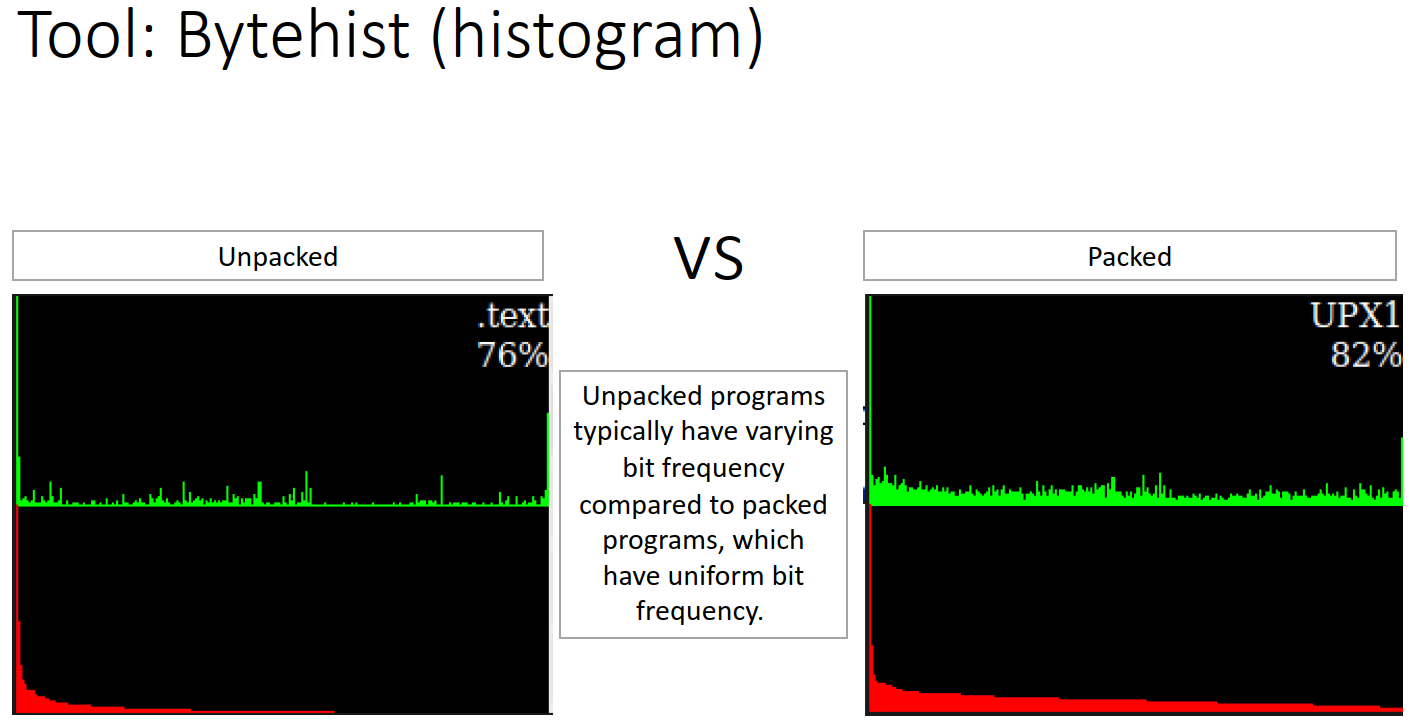 Tool: Bytehist (histogram)
Unpacked
VS
Packed
.text
76%
UPX1
82%
Unpacked programs
typically have varying
bit frequency
compared to packed
programs, which
have uniform bit
frequency.